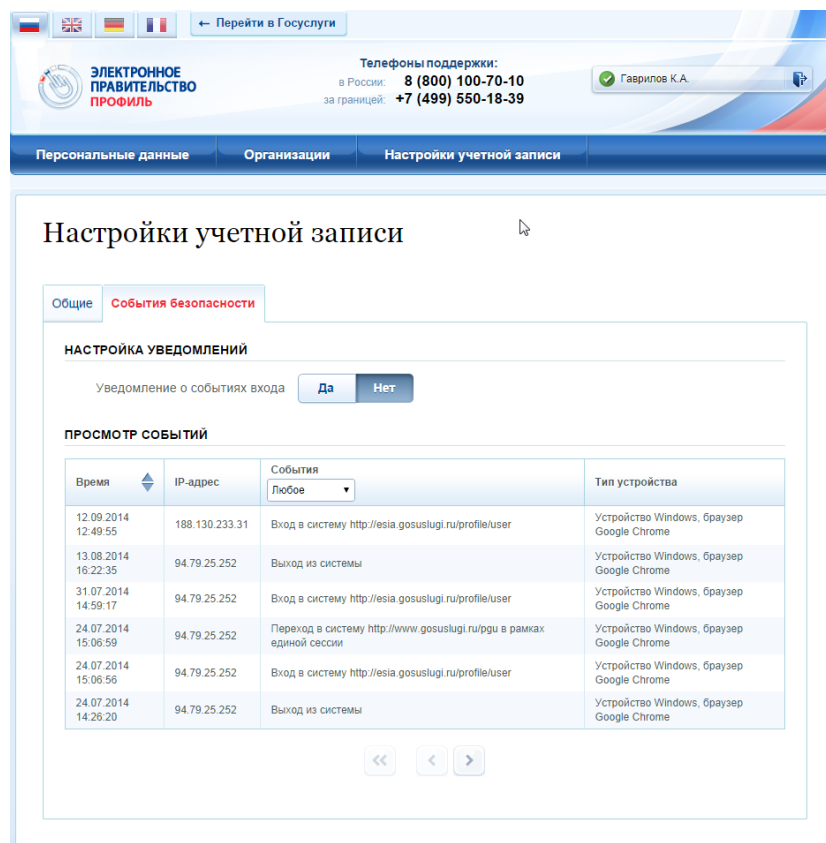 ← Перейти в Госуслуги
ЭЛЕКТРОННОЕ
ПРАВИТЕЛЬСТВО
ПРОФИЛЬ
Телефоны поддержки:
в России: 8 (800) 100-70-10
за границей: +7 (499) 550-18-39
Гаврилов К.А.
Персональные данные Организации Настройки учетной записи
Настройки учетной записи
Общие События безопасности
НАСТРОЙКА УВЕДОМЛЕНИЙ
Уведомление о событиях входа Да Нет
ПРОСМОТР СОБЫТИЙ
Время IP-адрес События Тип устройства
Любое
12.09.2014 12:49:55 188.130.233.31 Вход в систему http://esia.gosuslugi.ru/profile/user Устройство Windows, браузер Google Chrome
13.08.2014 16:22:35 94.79.25.252 Выход из системы Устройство Windows, браузер Google Chrome
31.07.2014 14:59:17 94.79.25.252 Вход в систему http://esia.gosuslugi.ru/profile/user Устройство Windows, браузер Google Chrome
24.07.2014 15:06:59 94.79.25.252 Переход в систему http://www.gosuslugi.ru/pgu в рамках единой сессии Устройство Windows, браузер Google Chrome
24.07.2014 15:06:56 94.79.25.252 Вход в систему http://esia.gosuslugi.ru/profile/user Устройство Windows, браузер Google Chrome
24.07.2014 14:26:20 94.79.25.252 Выход из системы Устройство Windows, браузер Google Chrome